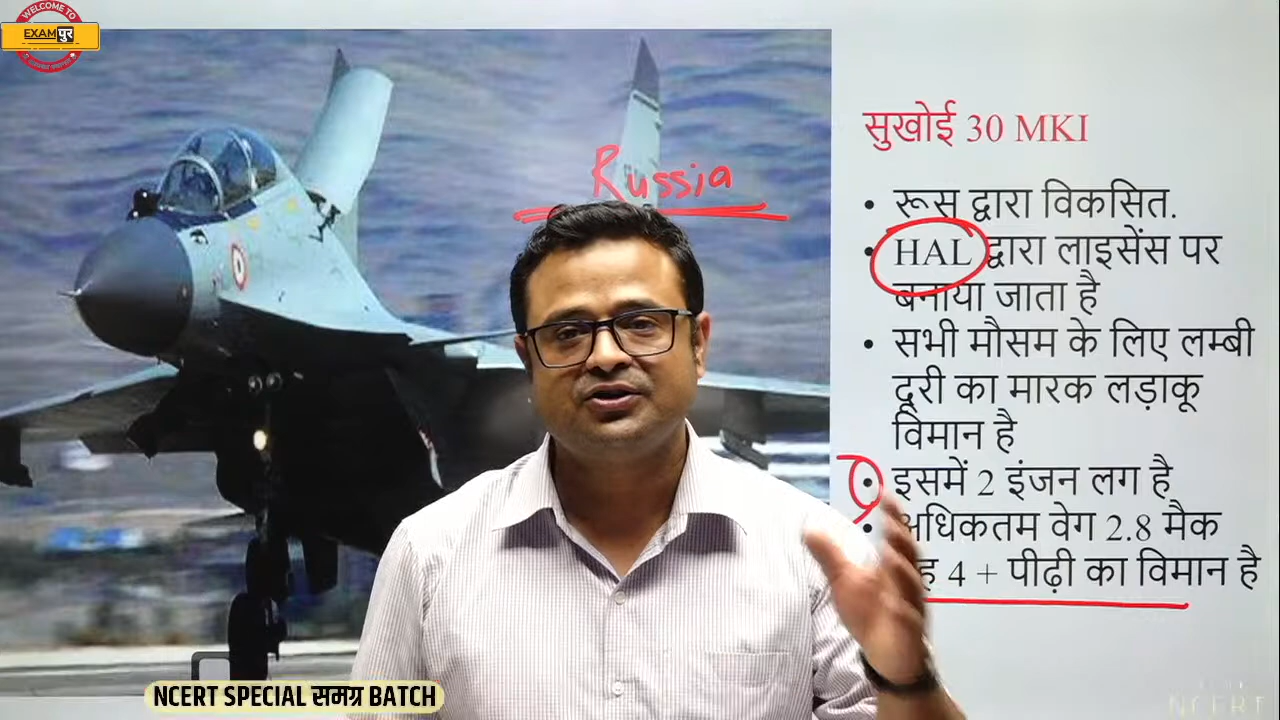 WELCOME TO
EXAMपुर
Russia
सुखोई 30 MKI
• रूस द्वारा विकसित.
• HAL द्वारा लाइसेंस पर
बनाया जाता है
• सभी मौसम के लिए लम्बी
दूरी का मारक लड़ाकू
विमान है
• इसमें 2 इंजन लग है
• अधिकतम वेग 2.8 मैक
4 + पीढ़ी का विमान है
NCERT SPECIAL समग्र BATCH
NCERT